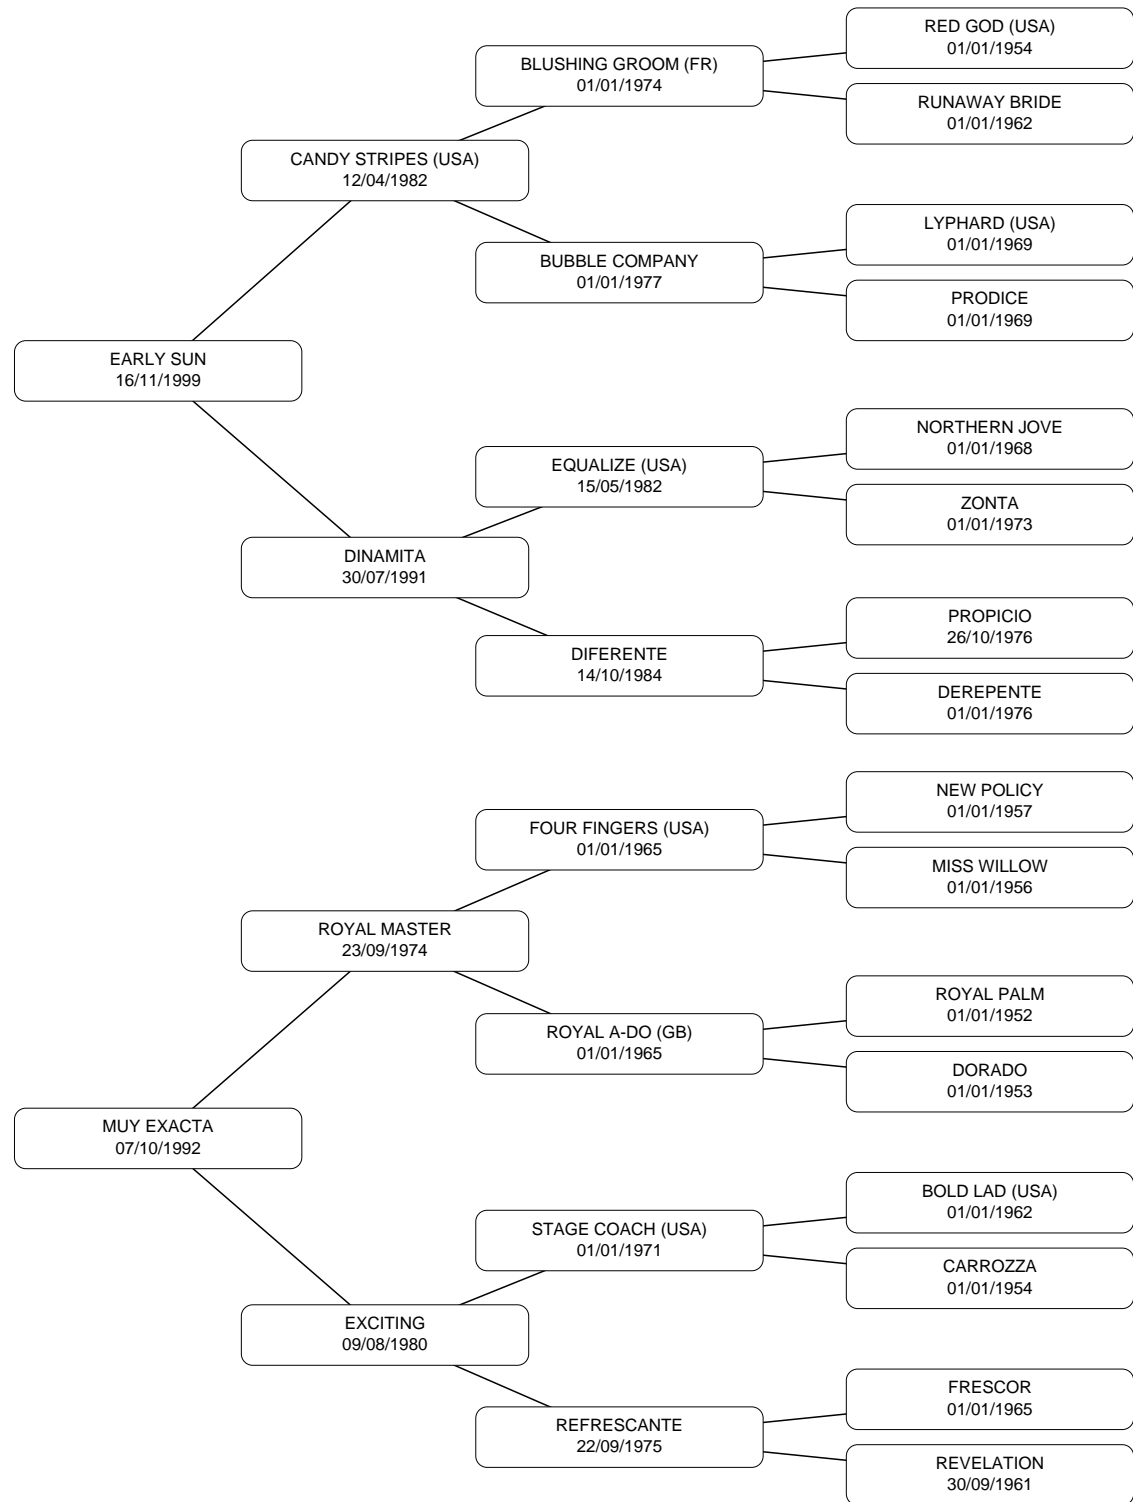 RED GOD (USA)
01/01/1954
BLUSHING GROOM (FR)
01/01/1974
RUNAWAY BRIDE
01/01/1962
CANDY STRIPES (USA)
12/04/1982
LYPHARD (USA)
01/01/1969
BUBBLE COMPANY
01/01/1977
PRODICE
01/01/1969
EARLY SUN
16/11/1999
NORTHERN JOVE
01/01/1968
EQUALIZE (USA)
15/05/1982
ZONTA
01/01/1973
DINAMITA
30/07/1991
PROPICIO
26/10/1976
DIFERENTE
14/10/1984
DEREPENTE
01/01/1976
NEW POLICY
01/01/1957
FOUR FINGERS (USA)
01/01/1965
MISS WILLOW
01/01/1956
ROYAL MASTER
23/09/1974
ROYAL PALM
01/01/1952
ROYAL A-DO (GB)
01/01/1965
DORADO
01/01/1953
MUY EXACTA
07/10/1992
BOLD LAD (USA)
01/01/1962
STAGE COACH (USA)
01/01/1971
CARROZZA
01/01/1954
EXCITING
09/08/1980
FRESCOR
01/01/1965
REFRESCANTE
22/09/1975
REVELATION
30/09/1961